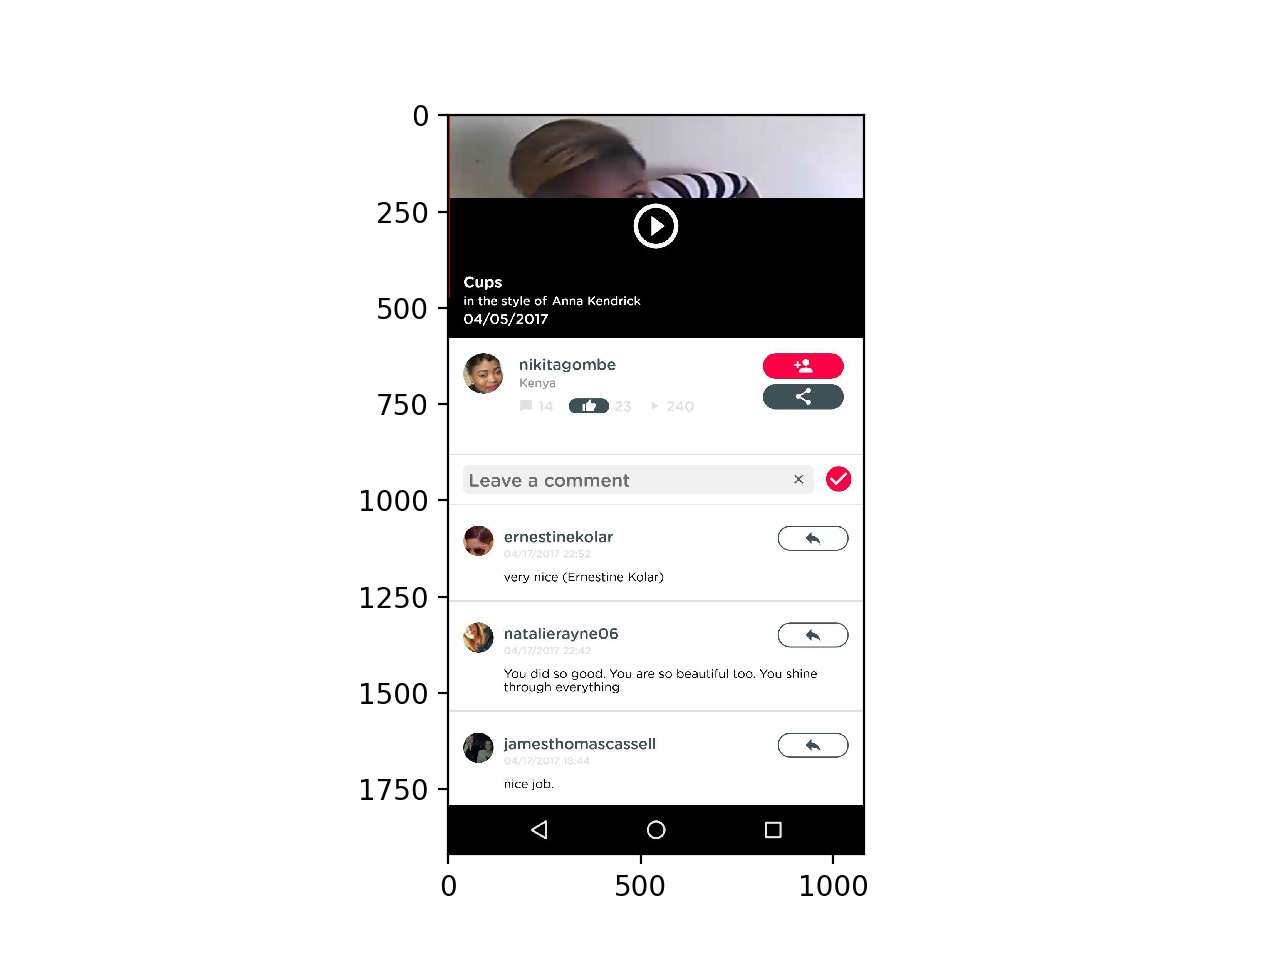 0
250
500
750
1000
1250
1500
1750
0
500
1000
Cups
in the style of Anna Kendrick
04/05/2017
nikitagombe
Kenya
14 23 240
Leave a comment ×
ernestinekolar
04/17/2017 22:52
very nice (Ernestine Kolar)
natalierayne06
04/17/2017 22:42
You did so good. You are so beautiful too. You shine
through everything
jamesthomascassell
04/17/2017 18:44
nice job.